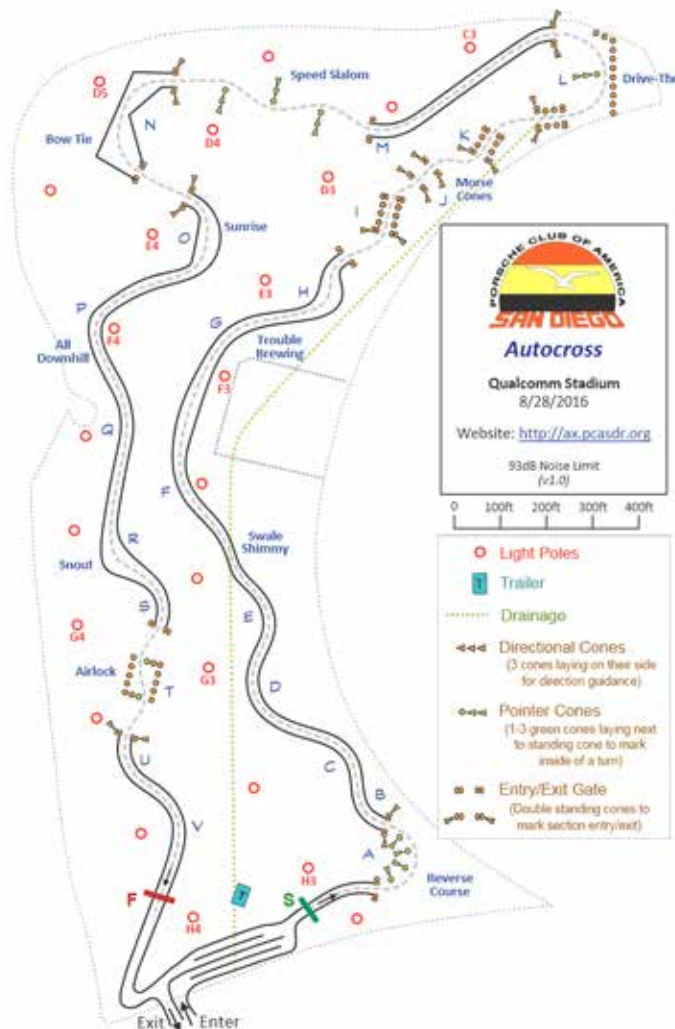 C3
Speed Slalom
D5
L
Drive-Thr
N
Bow Tie
D4
M
K
D3
Morse
Cones
J
I
O
Sunrise
E4
E3
H
P
G
F4
All
Downhill
Trouble
Brewing
F3
Q
F
R
Snout
Swale
Shimmy
S
E
G4
Airlock
T
G3
D
U
C
B
V
A
H3
Reverse
Course
F
T
S
H4
Exit
Enter
PORSCHE CLUB OF AMERICA
SAN DIEGO
Autocross
Qualcomm Stadium
8/28/2016
Website: http://ax.pcasdr.org
93dB Noise Limit
(v1.0)
0 100ft 200ft 300ft 400ft
Light Poles
T Trailer
Drainage
Directional Cones
(3 cones laying on their side
for direction guidance)
Pointer Cones
(1-3 green cones laying next
to standing cone to mark
inside of a turn)
Entry/Exit Gate
(Double standing cones to
mark section entry/exit)